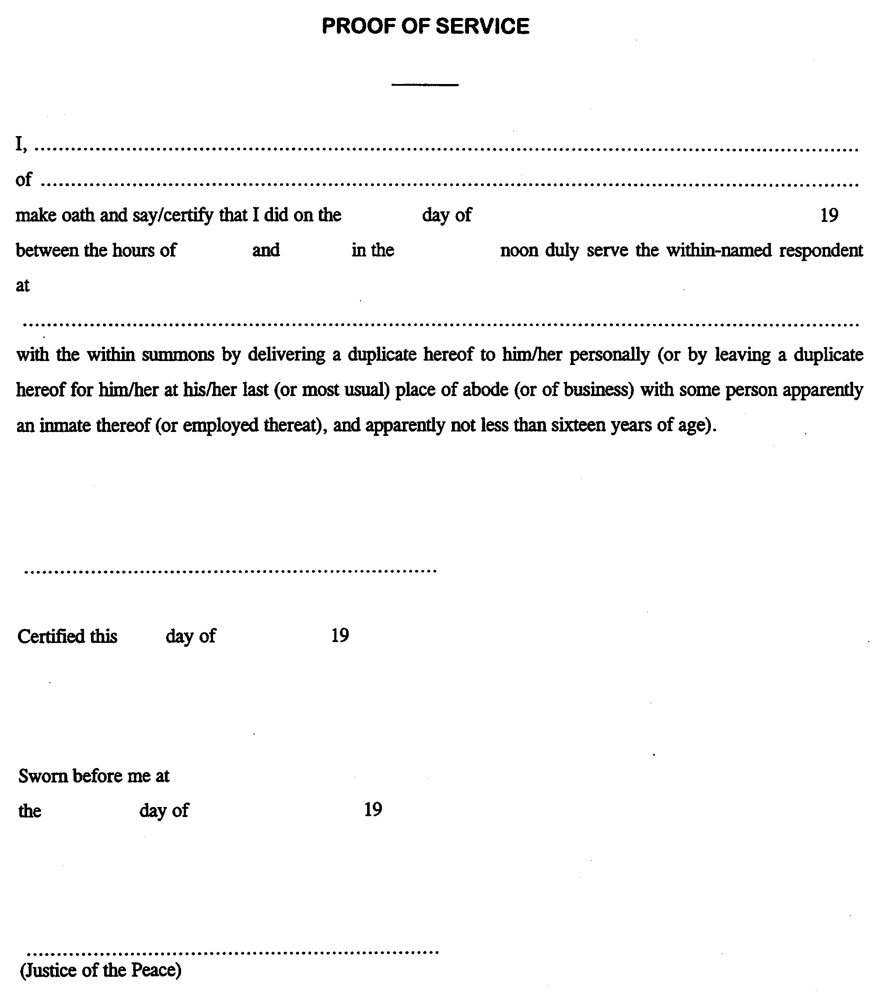 PROOF OF SERVICE
I, ....................................................................................................................................
of ....................................................................................................................................
make oath and say/certify that I did on the day of 19
between the hours of and in the noon duly serve the within-named respondent
at
....................................................................................................................................
with the within summons by delivering a duplicate hereof to him/her personally (or by leaving a duplicate
hereof for him/her at his/her last (or most usual) place of abode (or of business) with some person apparently
an inmate thereof (or employed thereat), and apparently not less than sixteen years of age).
....................................................................
Certified this day of 19
Sworn before me at
the day of 19
....................................................................
(Justice of the Peace)